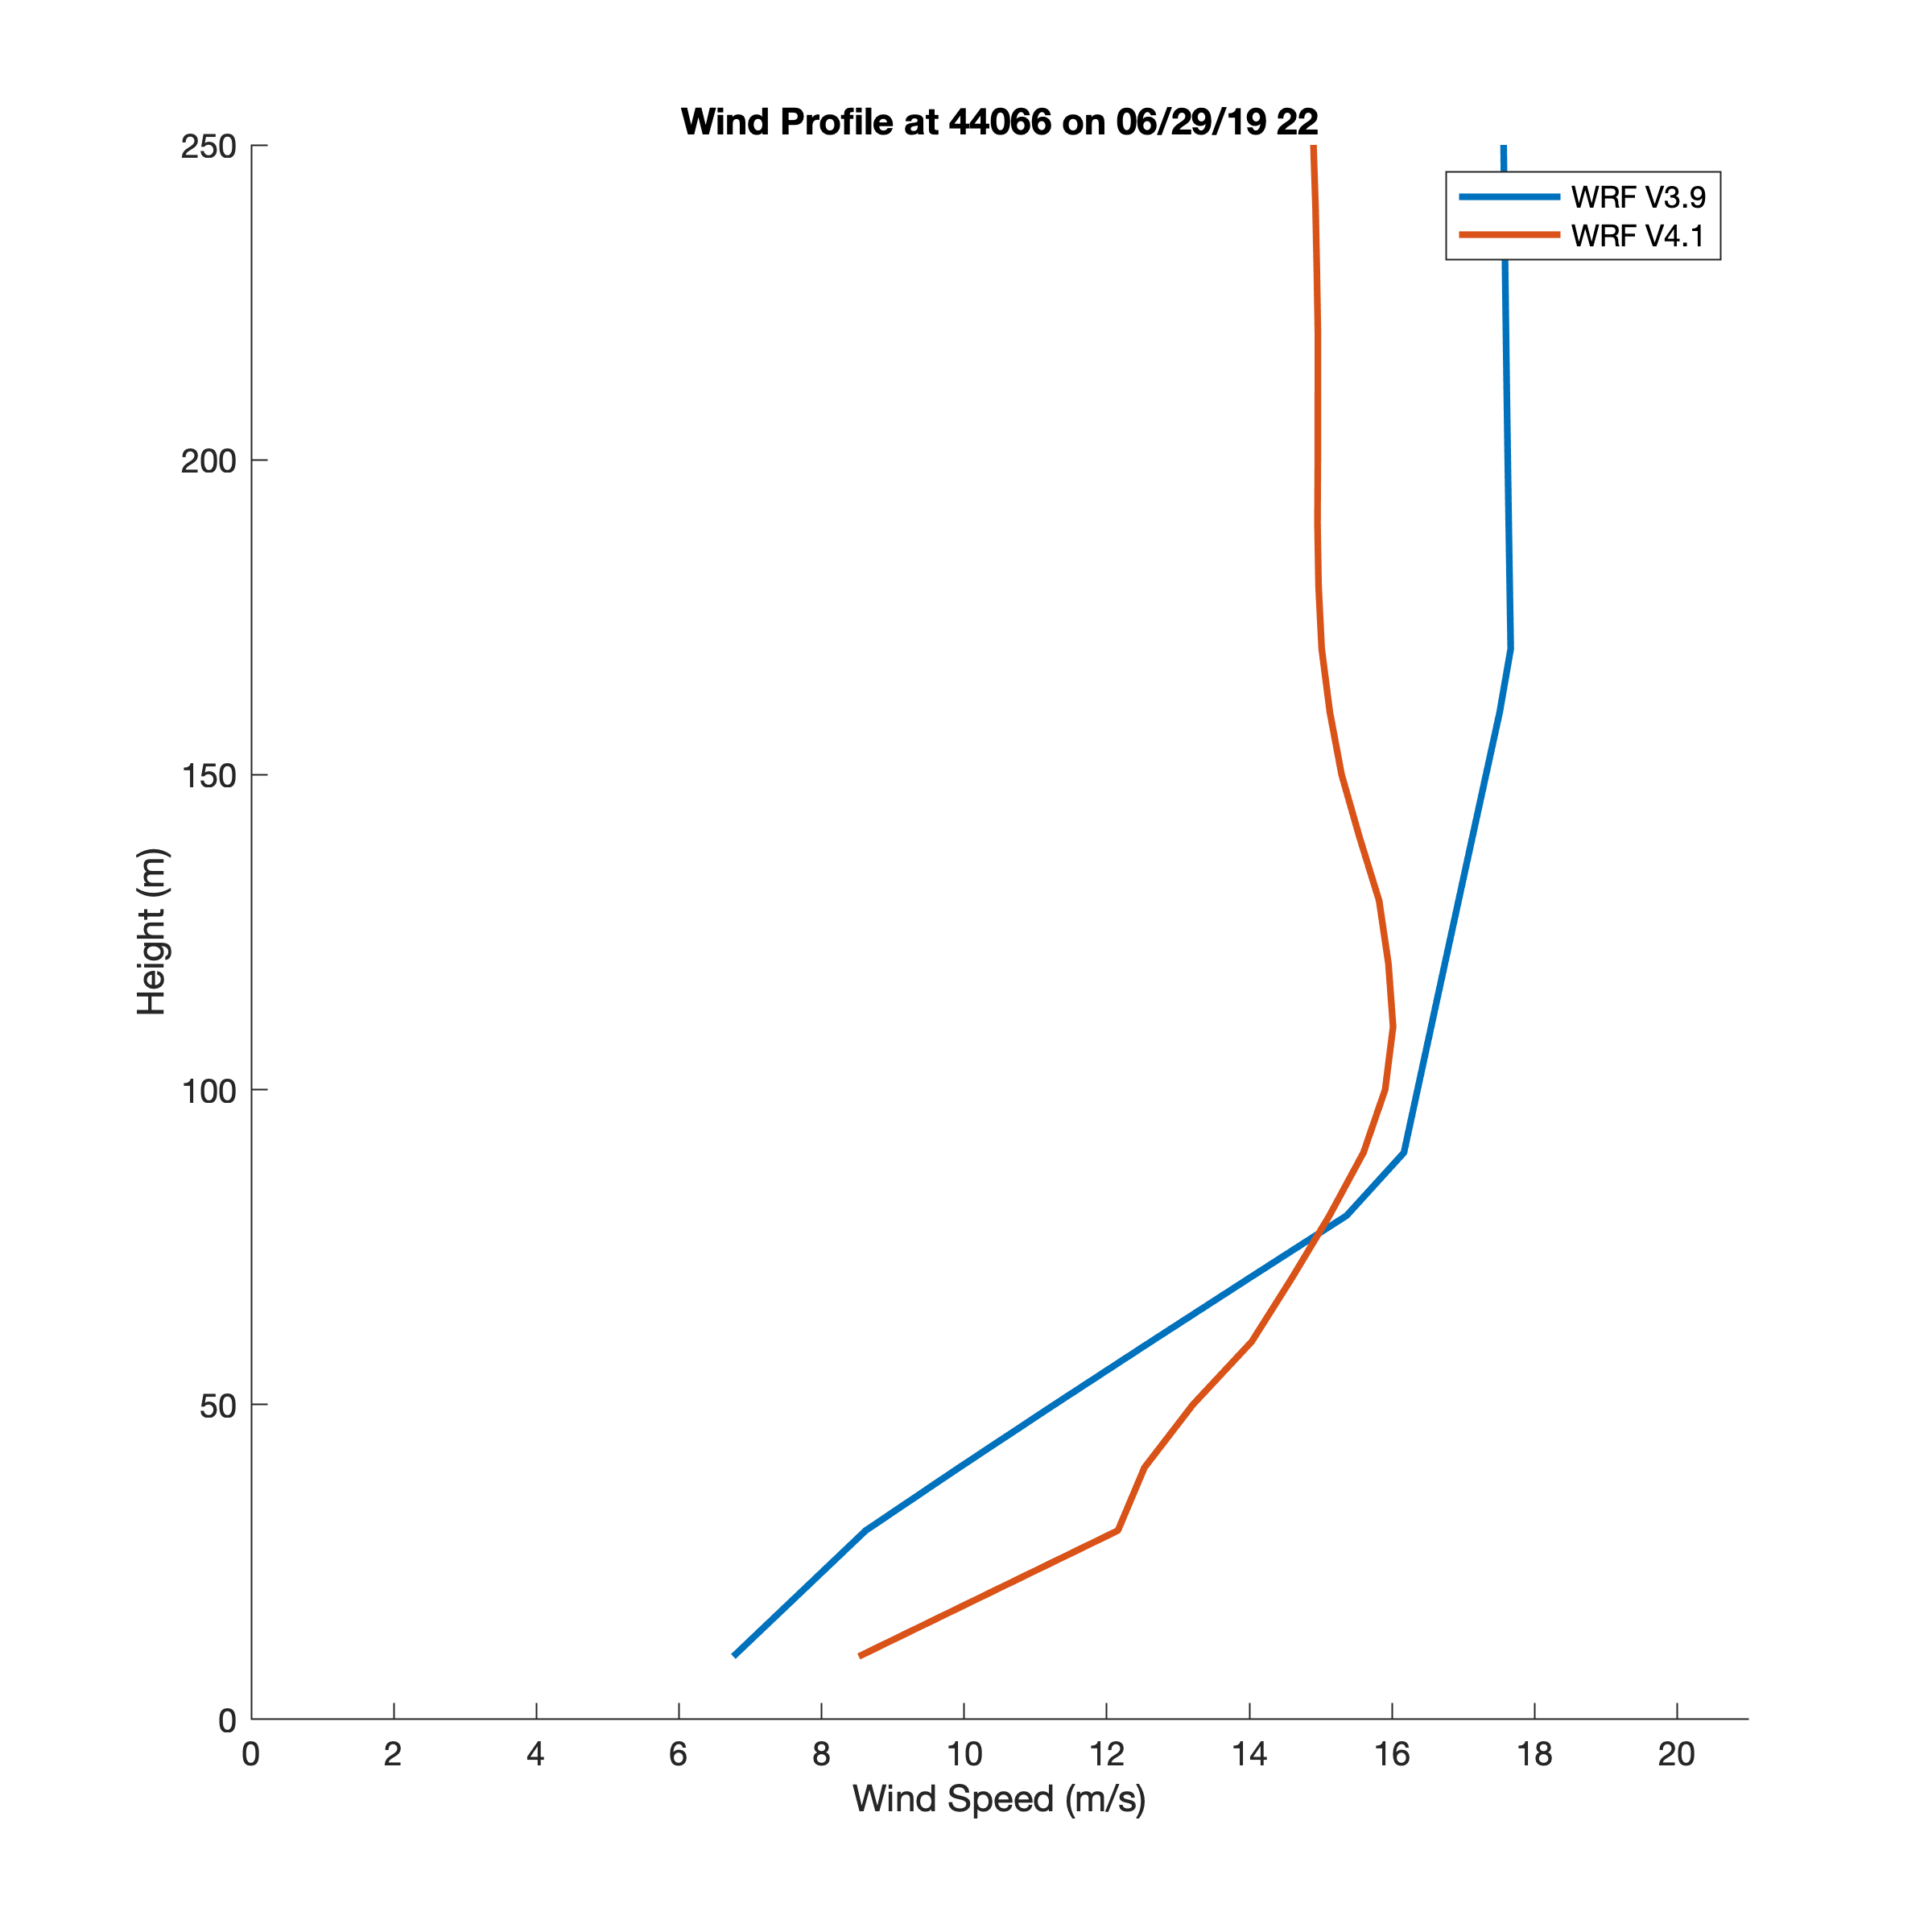 Wind Profile at 44066 on 06/29/19 22
WRF V3.9
WRF V4.1
250
200
150
100
50
0
Height (m)
0 2 4 6 8 10 12 14 16 18 20
Wind Speed (m/s)